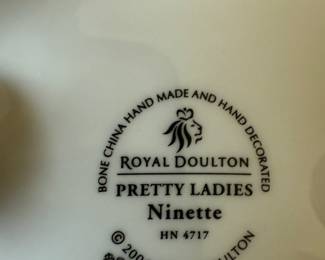 BONE CHINA HAND MADE AND HAND DECORATED
ROYAL DOULTON
PRETTY LADIES
Ninette
HN 4717
©